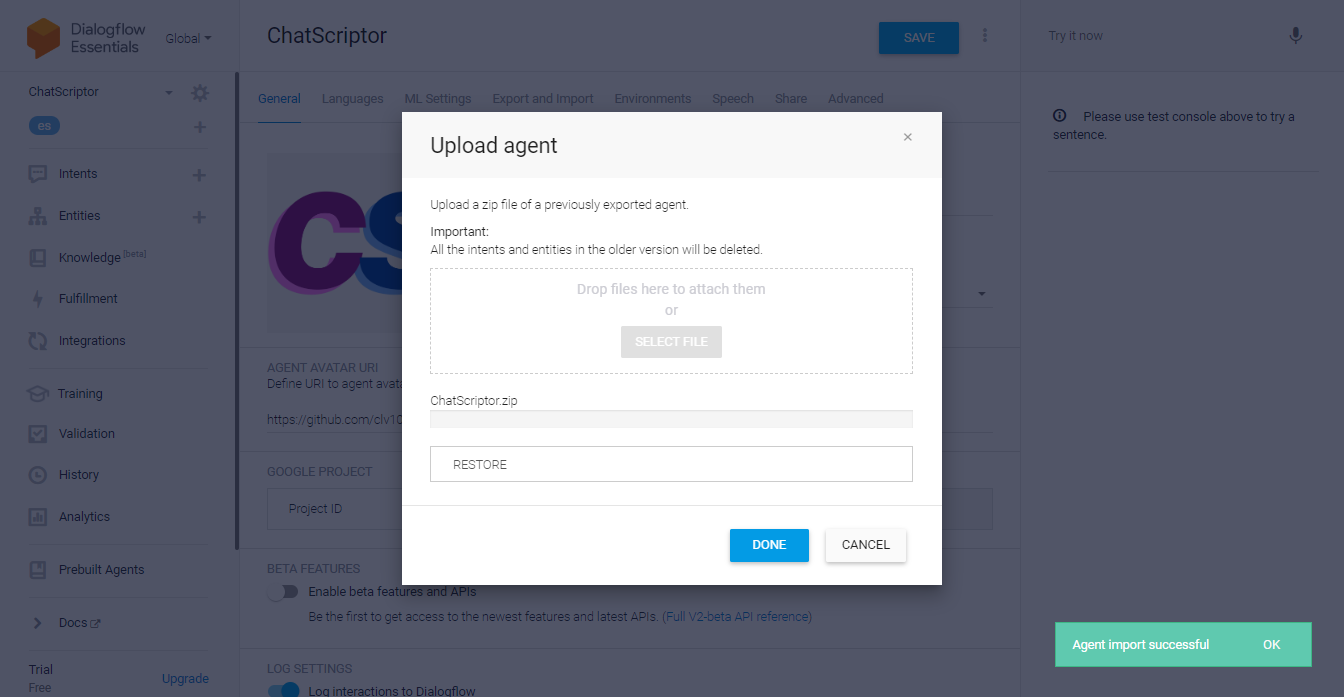 Dialogflow
Essentials
Global
ChatScriptor
SAVE
Try it now
ChatScriptor
es
Intents
Entities
Knowledge [beta]
Fulfillment
Integrations
Training
Validation
History
Analytics
Prebuilt Agents
Docs
Trial
Free
Upgrade
General Languages ML Settings Export and Import Environments Speech Share Advanced
CS
AGENT AVATAR URI
Define URI to agent avata
https://github.com/clv10
GOOGLE PROJECT
Project ID
BETA FEATURES
Enable beta features and APIs
Be the first to get access to the newest features and latest APIs. (Full V2-beta API reference)
LOG SETTINGS
Log interactions to Dialogflow
Upload agent
×
Upload a zip file of a previously exported agent.
Important:
All the intents and entities in the older version will be deleted.
Drop files here to attach them
or
SELECT FILE
ChatScriptor.zip
RESTORE
DONE
CANCEL
Please use test console above to try a
sentence.
Agent import successful OK